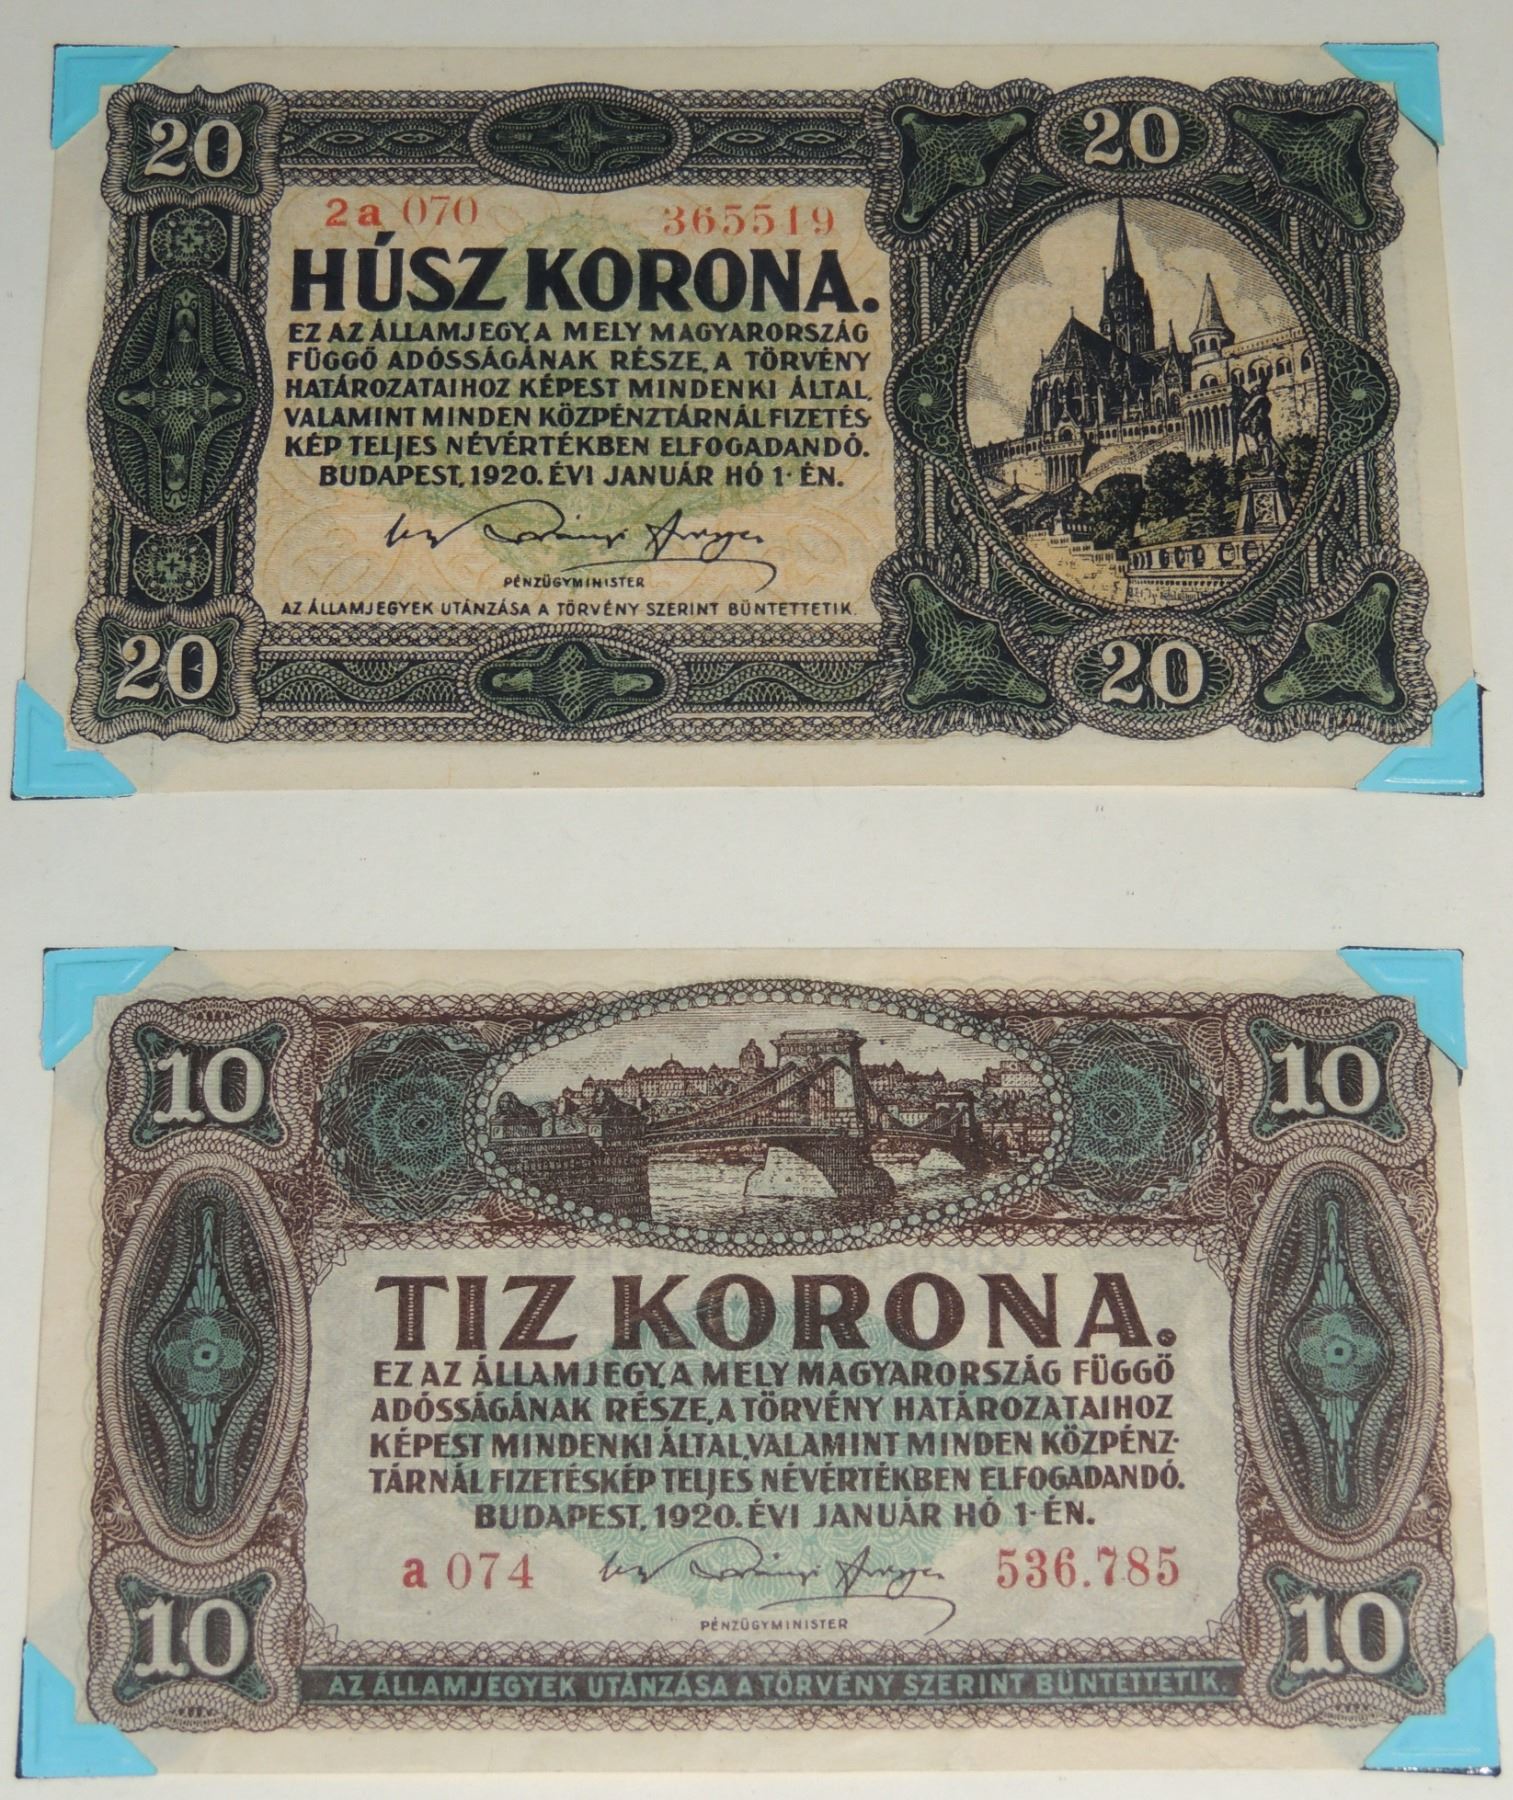 20 20
2a 070 365519
HÚSZ KORONA.
EZ AZ ÁLLAMJEGY, A MELY MAGYARORSZÁG
FÜGGŐ ADÓSSÁGÁNAK RÉSZE, A TÖRVÉNY
HATÁROZATAIHOZ KÉPEST MINDENKI ÁLTAL,
VALAMINT MINDEN KÖZPÉNZTÁRNÁL FIZETÉS-
KÉP TELJES NÉVÉRTÉKBEN ELFOGADANDÓ.
BUDAPEST, 1920. ÉVI JANUÁR HÓ 1-ÉN.
PÉNZÜGYMINISTER
AZ ÁLLAMJEGYEK UTÁNZÁSA A TÖRVÉNY SZERINT BÜNTETTETIK.
20 20
10 10
TIZ KORONA.
EZ AZ ÁLLAMJEGY, A MELY MAGYARORSZÁG FÜGGŐ
ADÓSSÁGÁNAK RÉSZE, A TÖRVÉNY HATÁROZATAIHOZ
KÉPEST MINDENKI ÁLTAL, VALAMINT MINDEN KÖZPÉNZ-
TÁRNÁL FIZETÉSKÉP TELJES NÉVÉRTÉKBEN ELFOGADANDÓ.
BUDAPEST, 1920. ÉVI JANUÁR HÓ 1-ÉN.
a 074 536.785
PÉNZÜGYMINISTER
10 10
AZ ÁLLAMJEGYEK UTÁNZÁSA A TÖRVÉNY SZERINT BÜNTETTETIK.